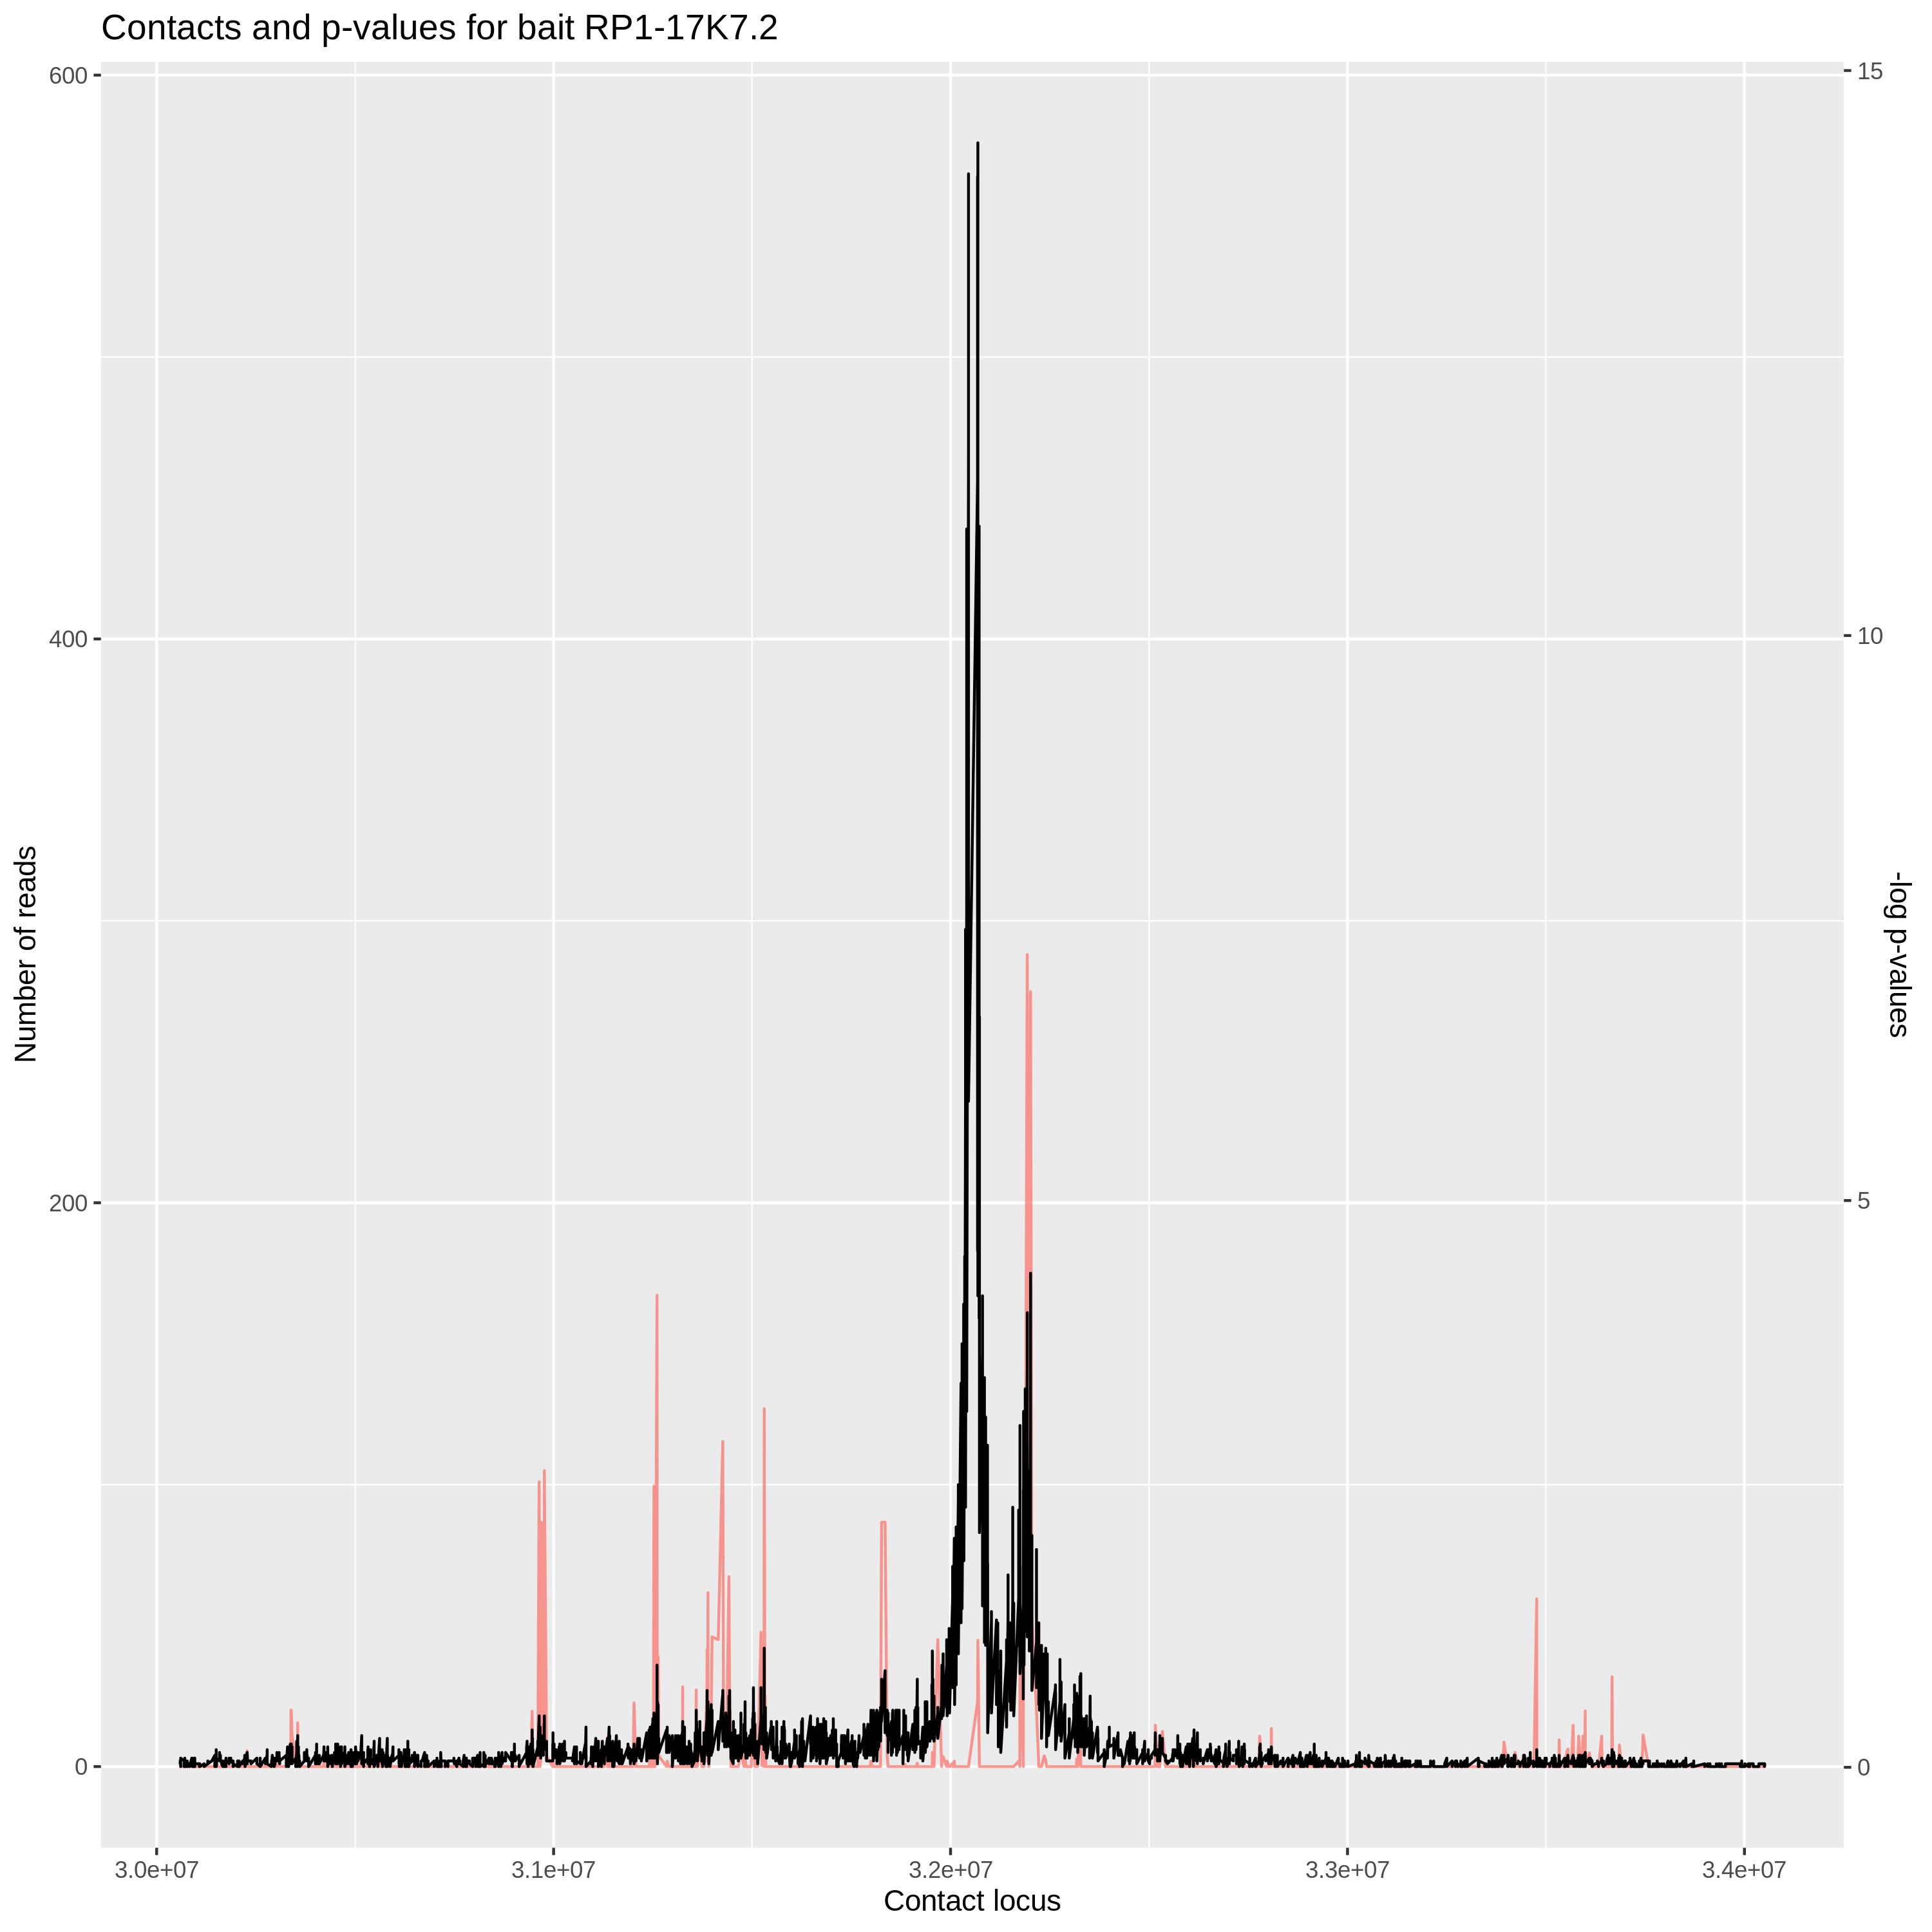 Contacts and p-values for bait RP1-17K7.2
600
400
200
0
Number of reads
15
10
5
0
-log p-values
3.0e+07
3.1e+07
3.2e+07
3.3e+07
3.4e+07
Contact locus